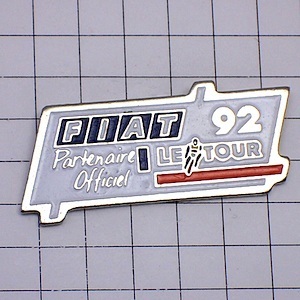 FIAT 92
Partenaire LE TOUR
Officiel